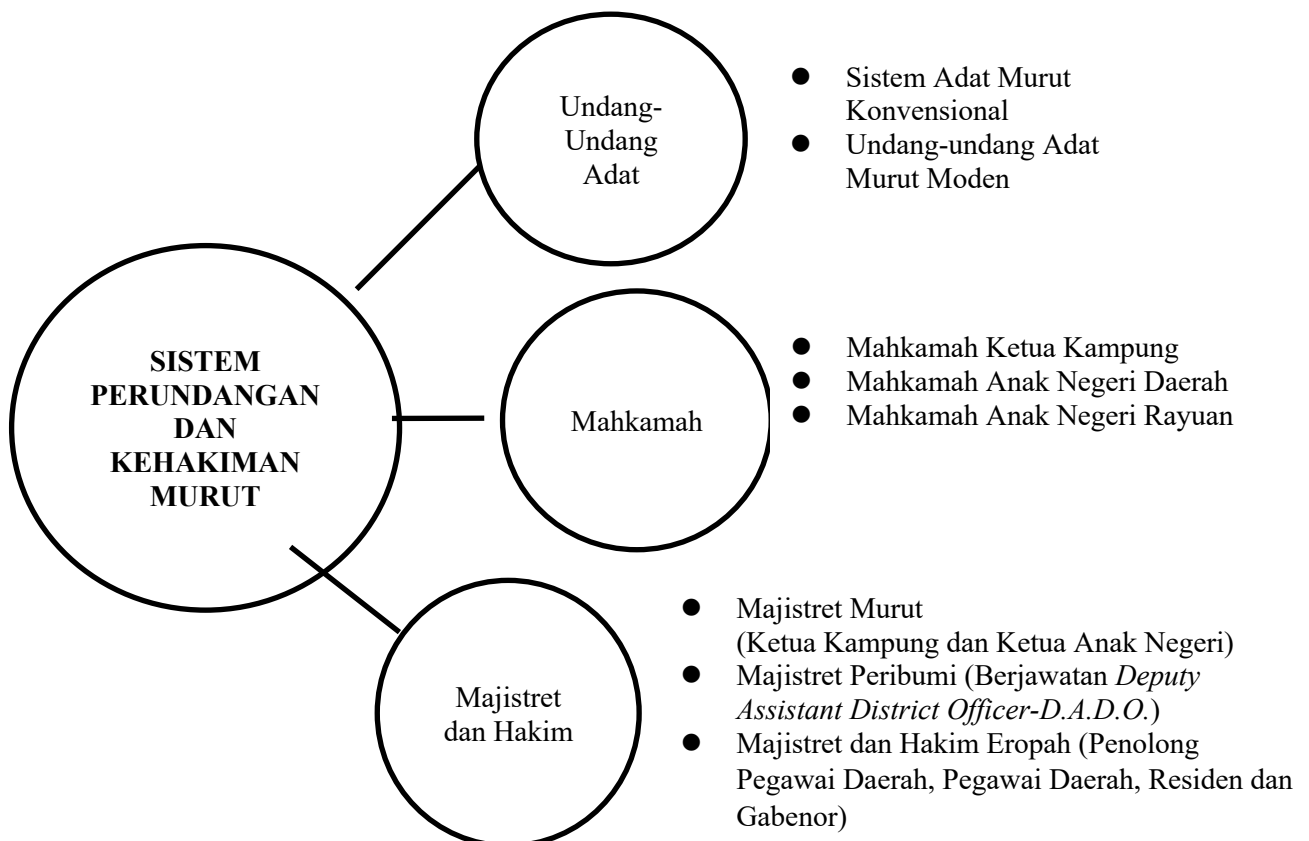 Undang-
Undang
Adat
● Sistem Adat Murut
Konvensional
● Undang-undang Adat
Murut Moden
SISTEM
PERUNDANGAN
DAN
KEHAKIMAN
MURUT
Mahkamah
● Mahkamah Ketua Kampung
● Mahkamah Anak Negeri Daerah
● Mahkamah Anak Negeri Rayuan
Majistret
dan Hakim
● Majistret Murut
(Ketua Kampung dan Ketua Anak Negeri)
● Majistret Peribumi (Berjawatan Deputy
Assistant District Officer-D.A.D.O.)
● Majistret dan Hakim Eropah (Penolong
Pegawai Daerah, Pegawai Daerah, Residen dan
Gabenor)